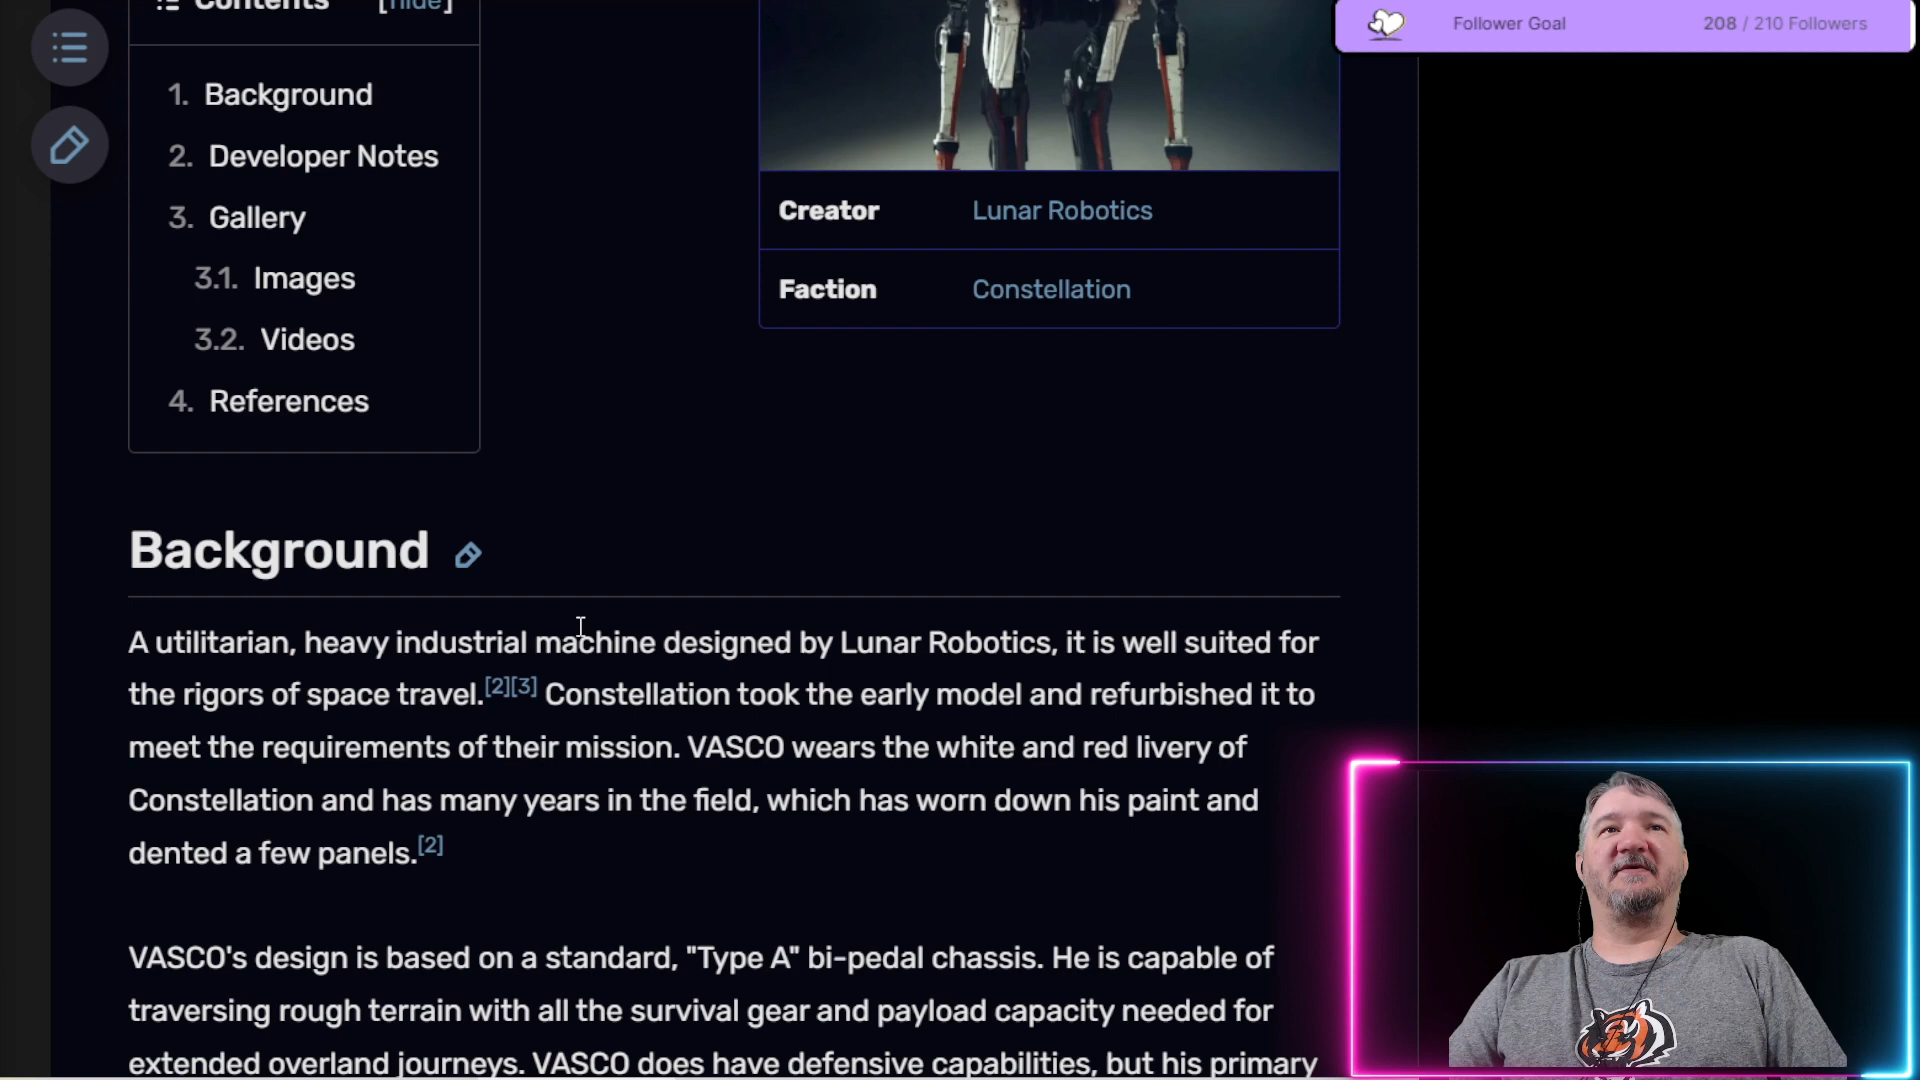 Contents [hide]
1. Background
2. Developer Notes
3. Gallery
3.1. Images
3.2. Videos
4. References
Creator Lunar Robotics
Faction Constellation
Follower Goal 208 / 210 Followers
Background
A utilitarian, heavy industrial machine designed by Lunar Robotics, it is well suited for
the rigors of space travel.[2][3] Constellation took the early model and refurbished it to
meet the requirements of their mission. VASCO wears the white and red livery of
Constellation and has many years in the field, which has worn down his paint and
dented a few panels.[2]
VASCO's design is based on a standard, "Type A" bi-pedal chassis. He is capable of
traversing rough terrain with all the survival gear and payload capacity needed for
extended overland journeys. VASCO does have defensive capabilities, but his primary